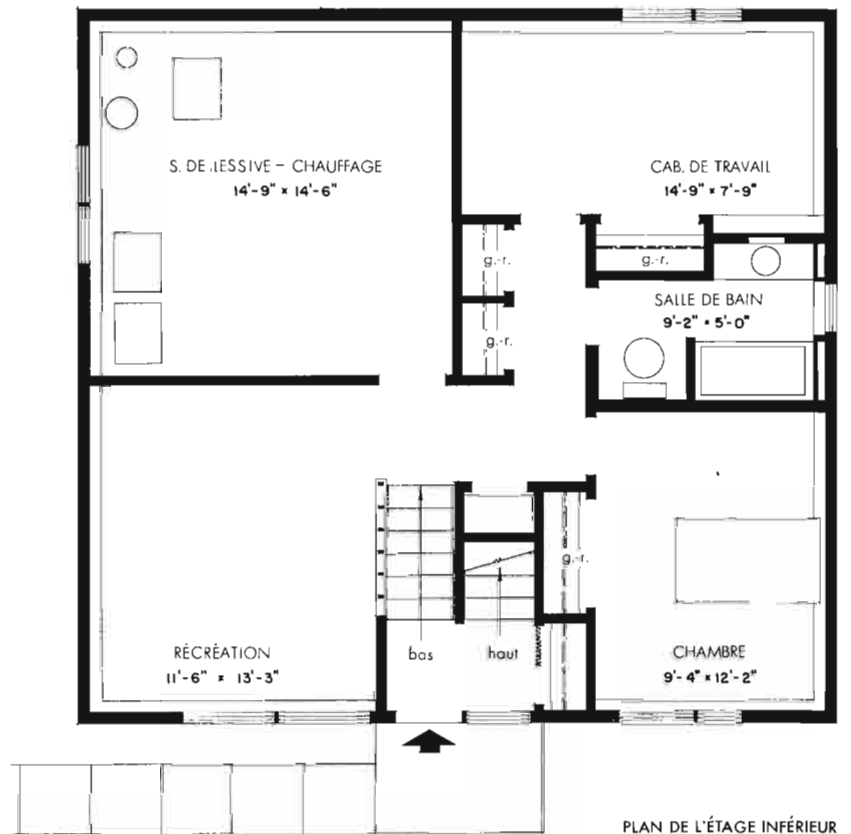 S. DE LESSIVE - CHAUFFAGE
14'-9" × 14'-6"
CAB. DE TRAVAIL
14'-9" × 7'-9"
g.-r.
g.-r.
g.-r.
SALLE DE BAIN
9'-2" × 5'-0"
g.-r.
RÉCRÉATION
11'-6" × 13'-3"
bas
haut
CHAMBRE
9'-4" × 12'-2"
PLAN DE L'ÉTAGE INFÉRIEUR